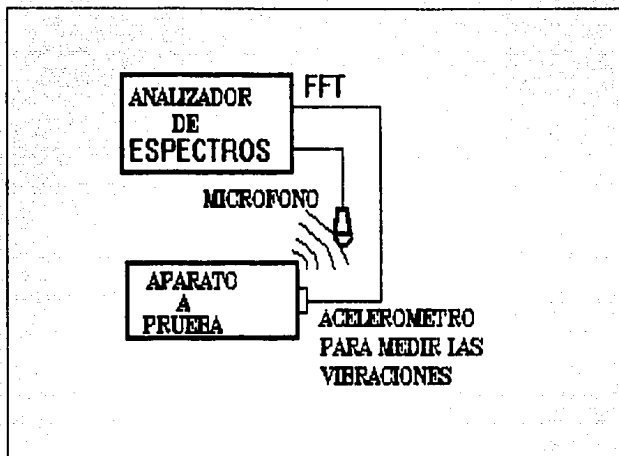 ANALIZADOR
DE
ESPECTROS
FFT
MICROFONO
APARATO
A
PRUEBA
ACELEROMETRO
PARA MEDIR LAS
VIBRACIONES